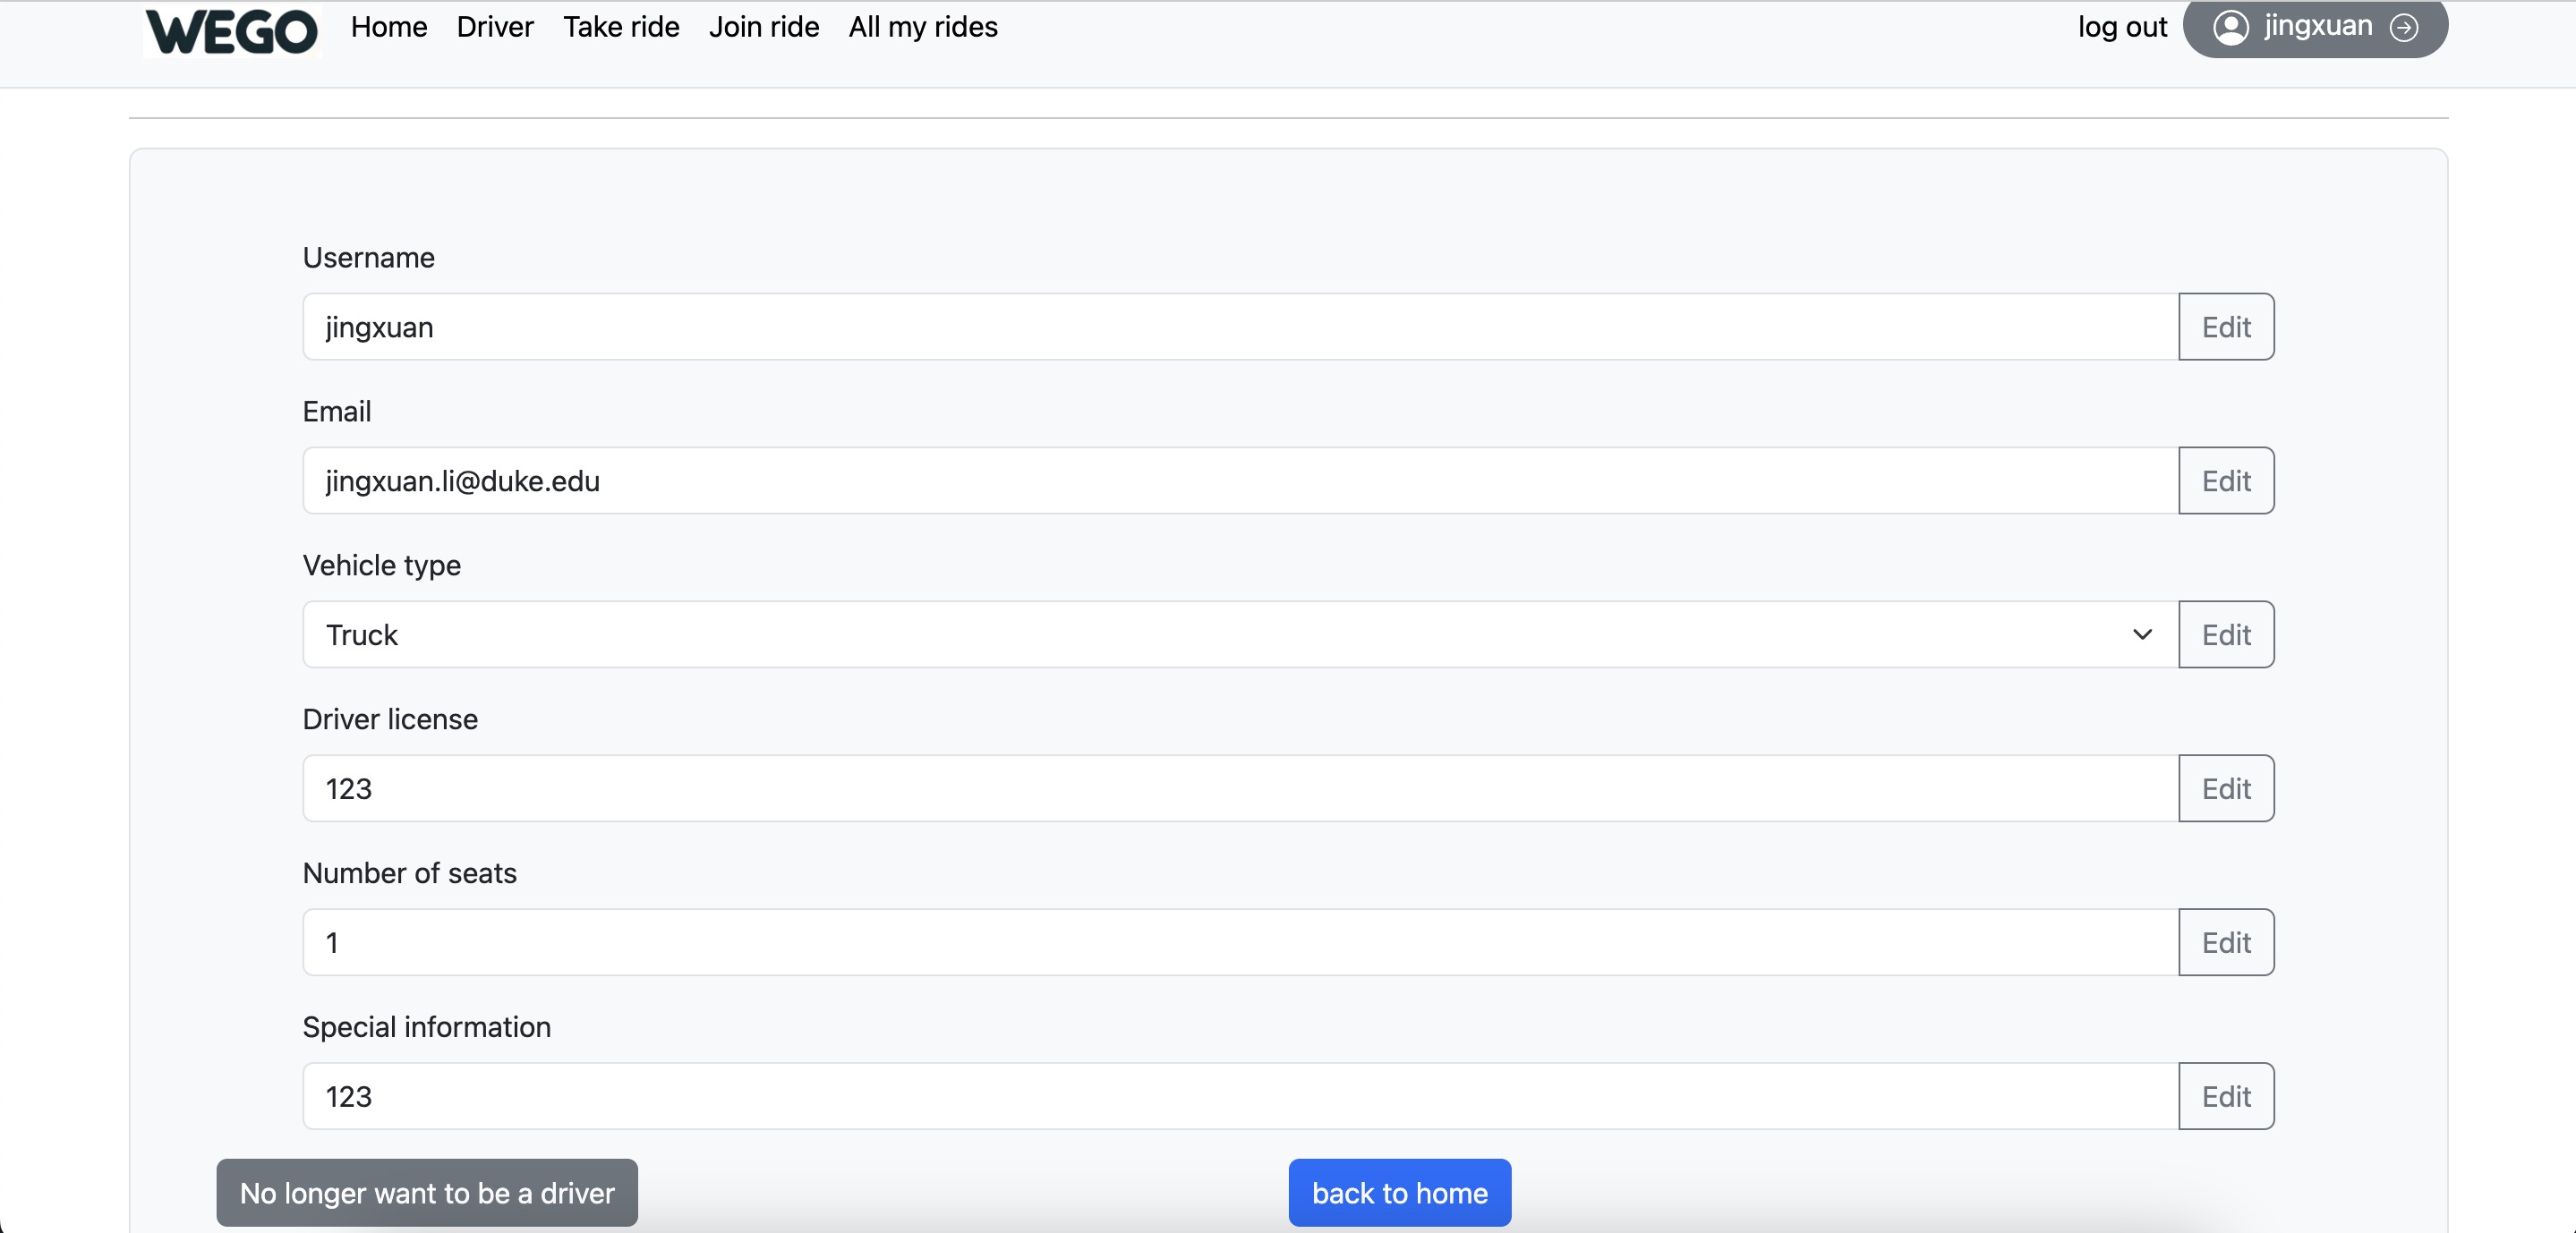 WEGO Home Driver Take ride Join ride All my rides log out jingxuan
Username
jingxuan Edit
Email
jingxuan.li@duke.edu Edit
Vehicle type
Truck Edit
Driver license
123 Edit
Number of seats
1 Edit
Special information
123 Edit
No longer want to be a driver back to home